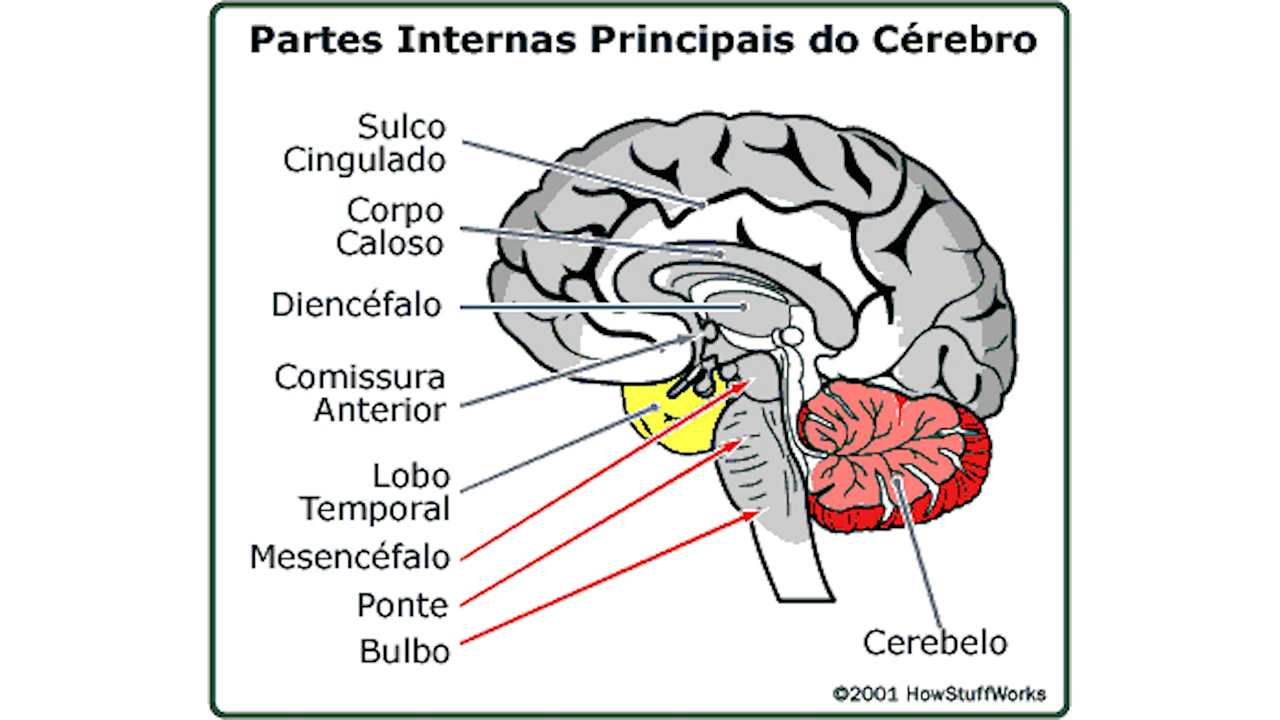 Partes Internas Principais do Cérebro
Sulco
Cingulado
Corpo
Caloso
Diencéfalo
Comissura
Anterior
Lobo
Temporal
Mesencéfalo
Ponte
Bulbo
Cerebelo
©2001 HowStuffWorks